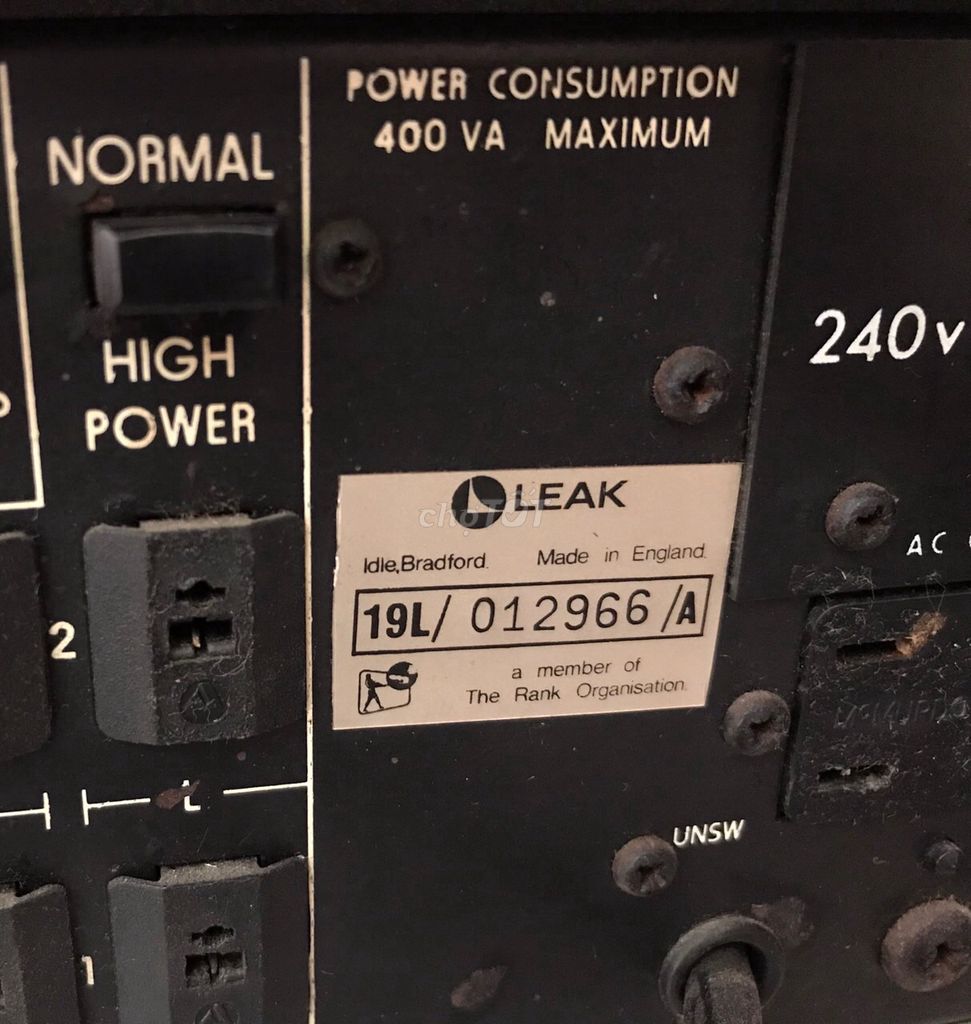 POWER CONSUMPTION
400 VA MAXIMUM
NORMAL
HIGH
POWER
240v
LEAK
chợTỐT
Idle,Bradford.
Made in England.
19L/ 012966 /A
a member of
The Rank Organisation.
AC
2
L
UNSW
1